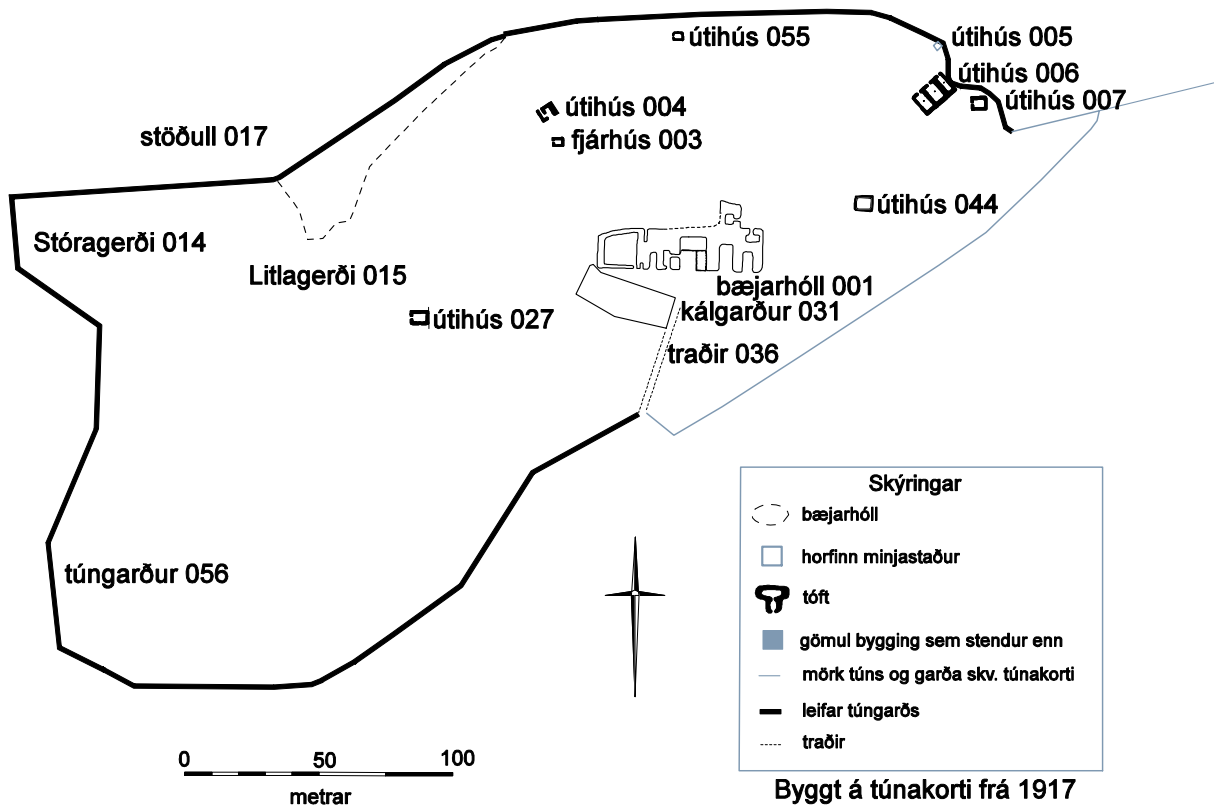 útihús 055
útihús 005
útihús 006
útihús 007
útihús 004
fjárhús 003
stöðull 017
útihús 044
Stóragerði 014
Litlagerði 015
bæjarhóll 001
kálgarður 031
útihús 027
traðir 036
túngarður 056
Skýringar
bæjarhóll
horfinn minjastaður
tóft
gömul bygging sem stendur enn
mörk túns og garða skv. túnakorti
leifar túngarðs
traðir
0 50 100
metrar
Byggt á túnakorti frá 1917